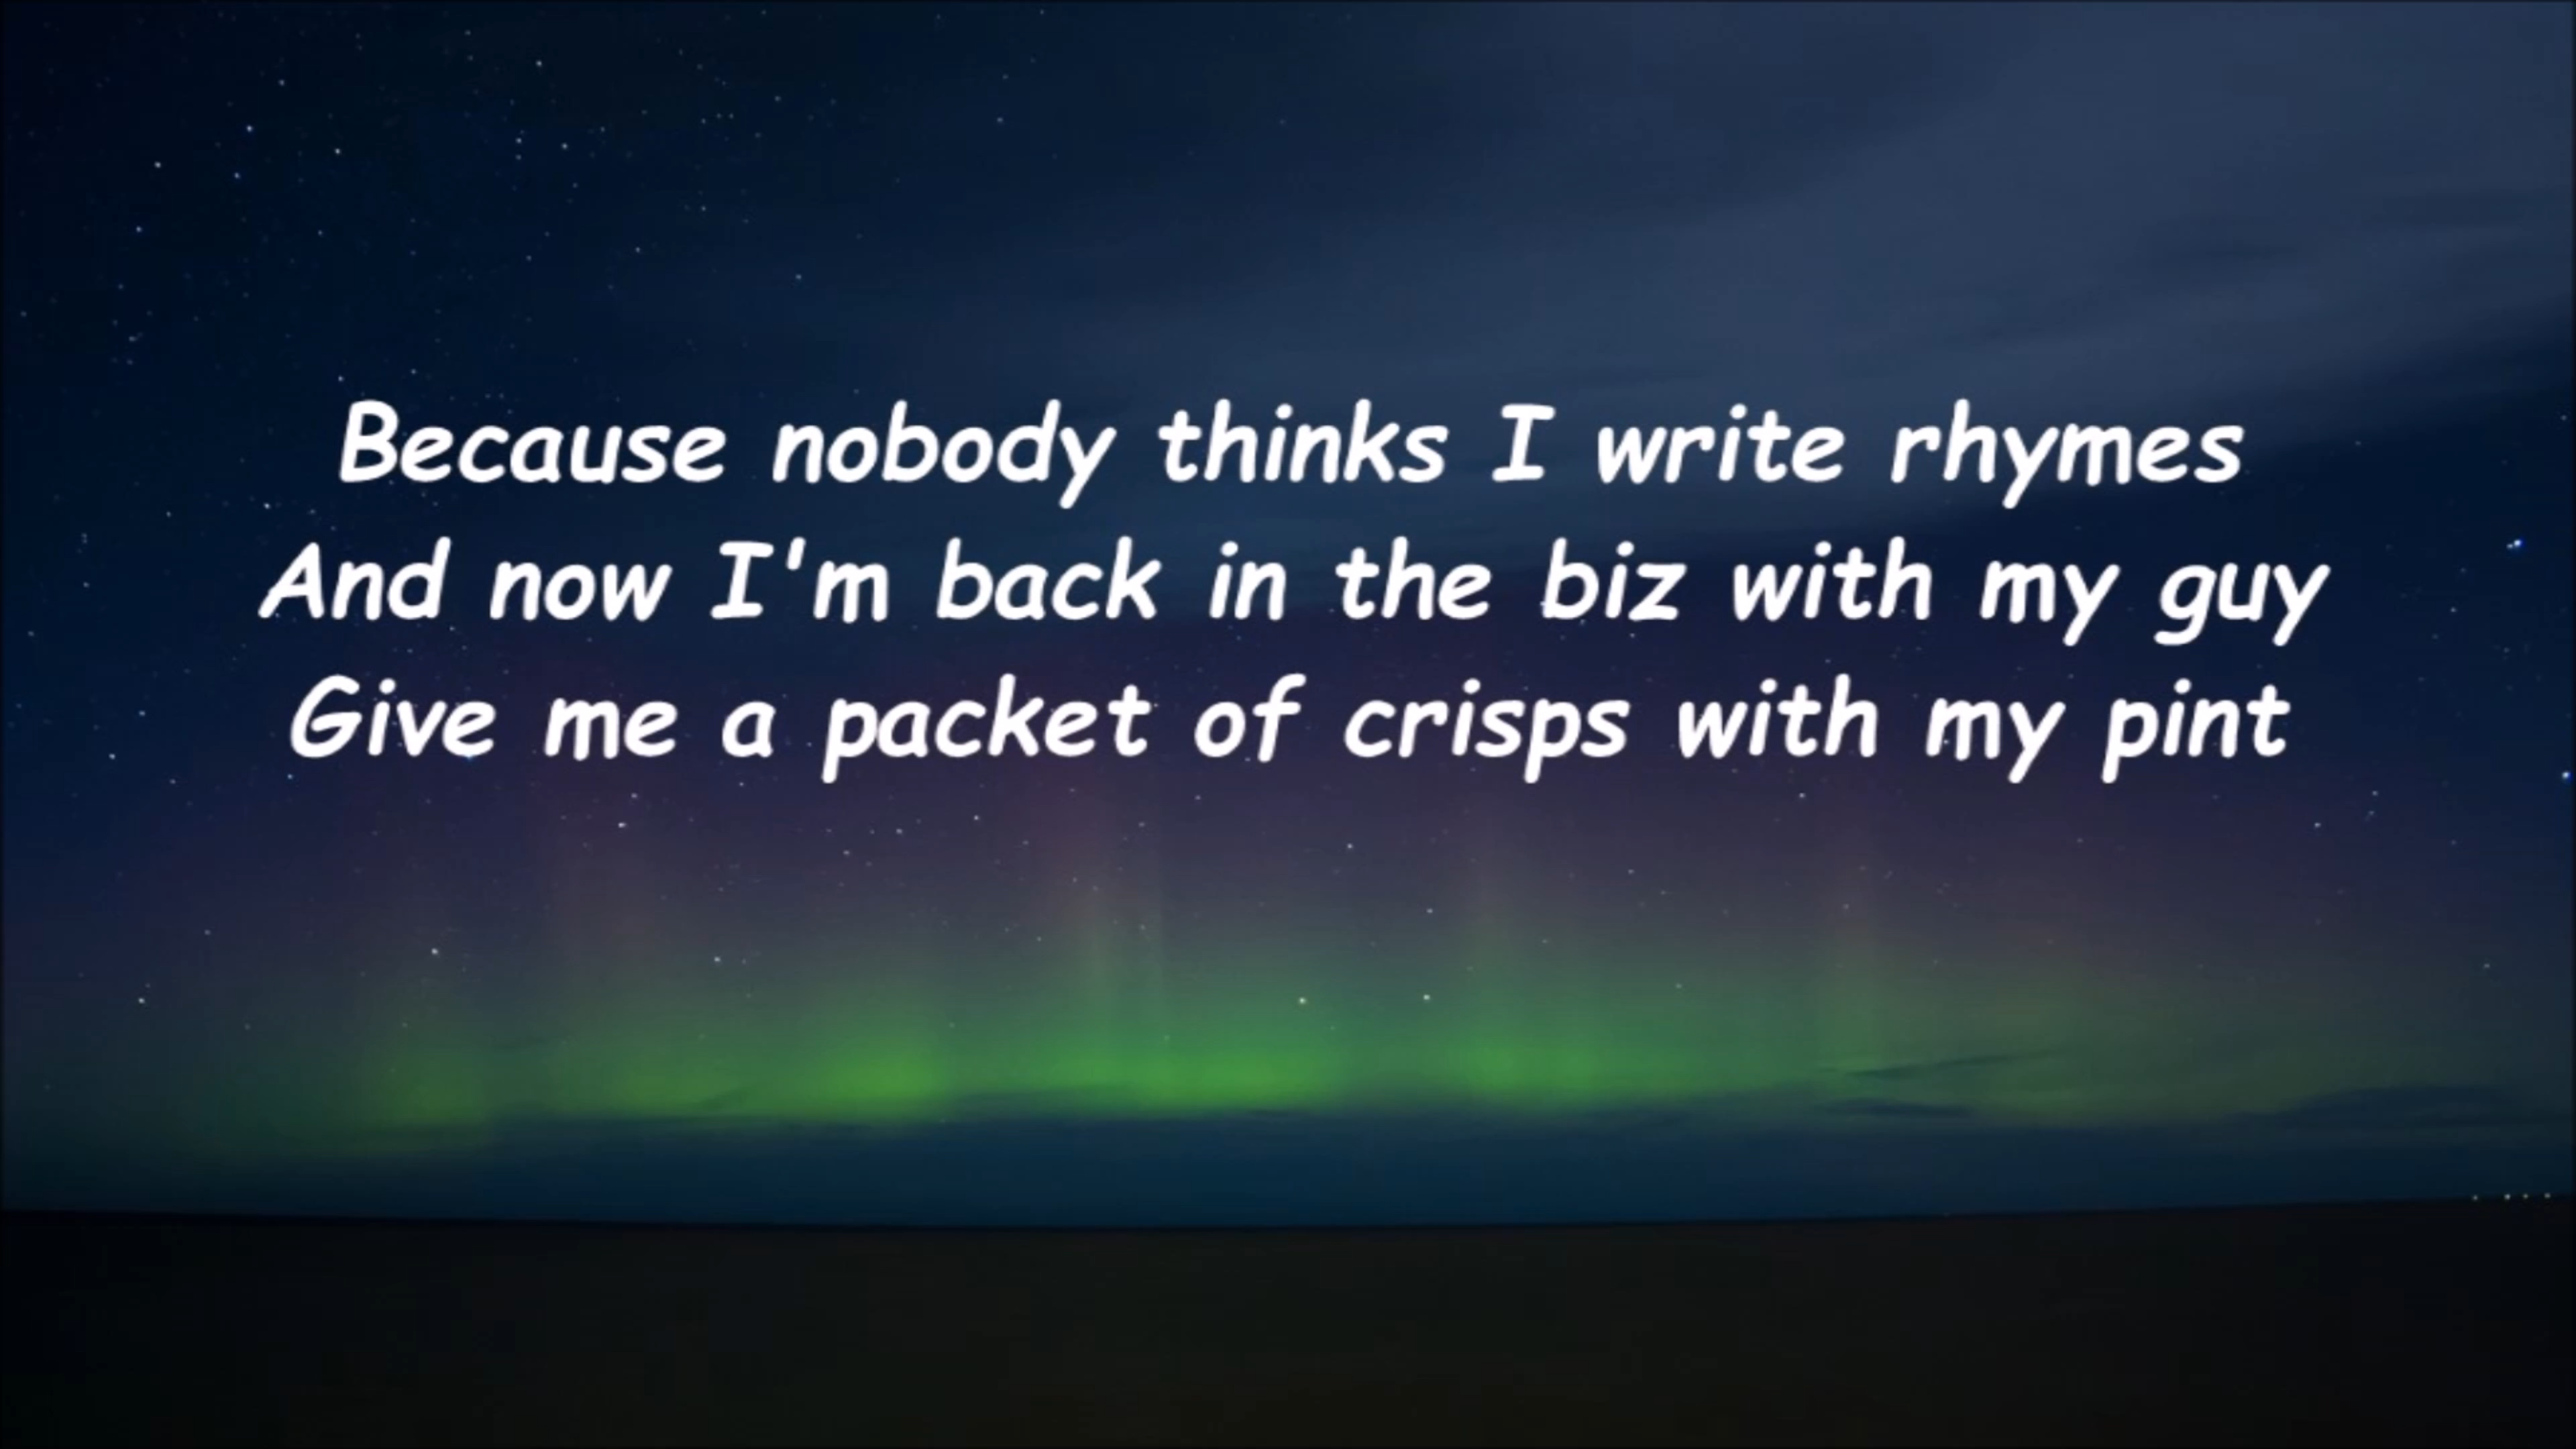 Because nobody thinks I write rhymes
And now I'm back in the biz with my guy
Give me a packet of crisps with my pint